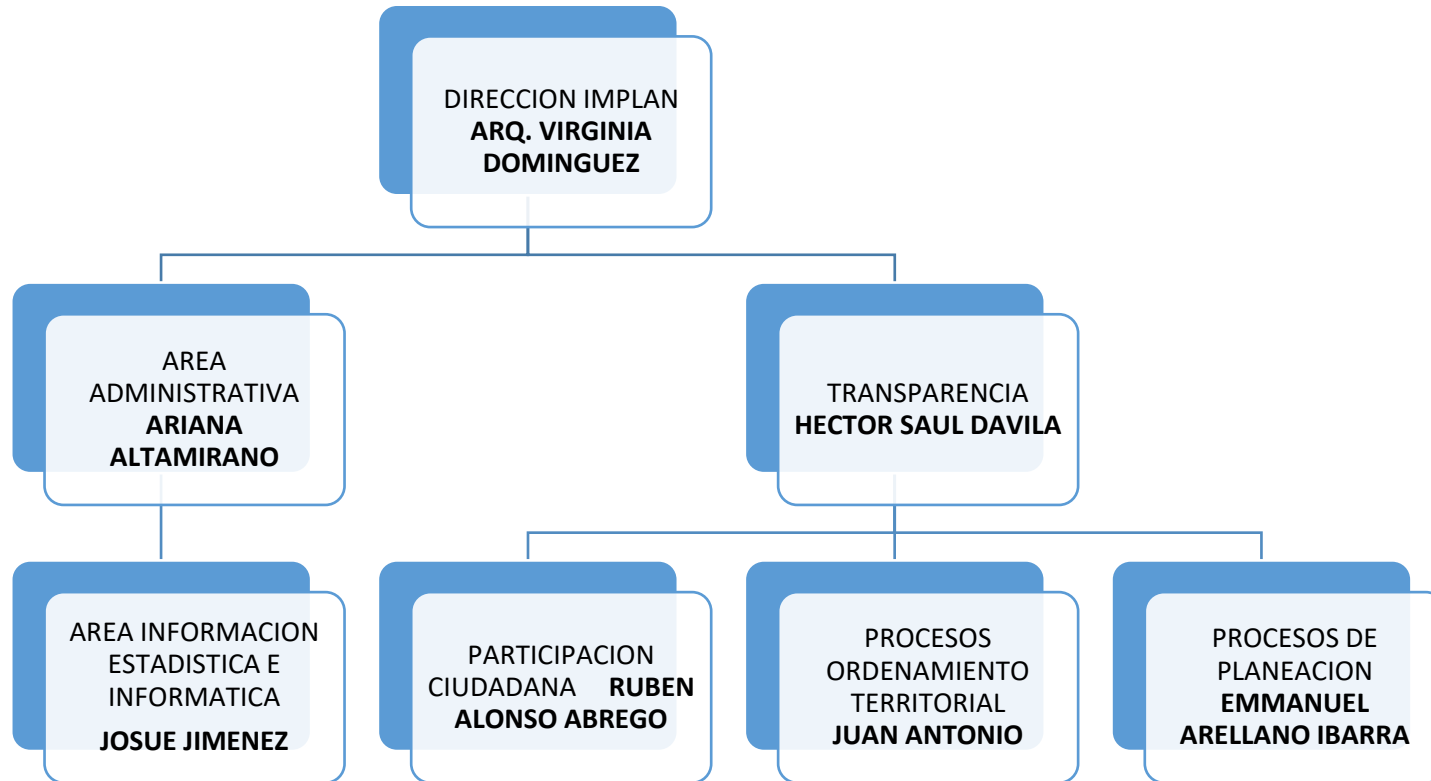 DIRECCION IMPLAN
ARQ. VIRGINIA
DOMINGUEZ
AREA
ADMINISTRATIVA
ARIANA
ALTAMIRANO
TRANSPARENCIA
HECTOR SAUL DAVILA
AREA INFORMACION
ESTADISTICA E
INFORMATICA
JOSUE JIMENEZ
PARTICIPACION
CIUDADANA RUBEN
ALONSO ABREGO
PROCESOS
ORDENAMIENTO
TERRITORIAL
JUAN ANTONIO
PROCESOS DE
PLANEACION
EMMANUEL
ARELLANO IBARRA